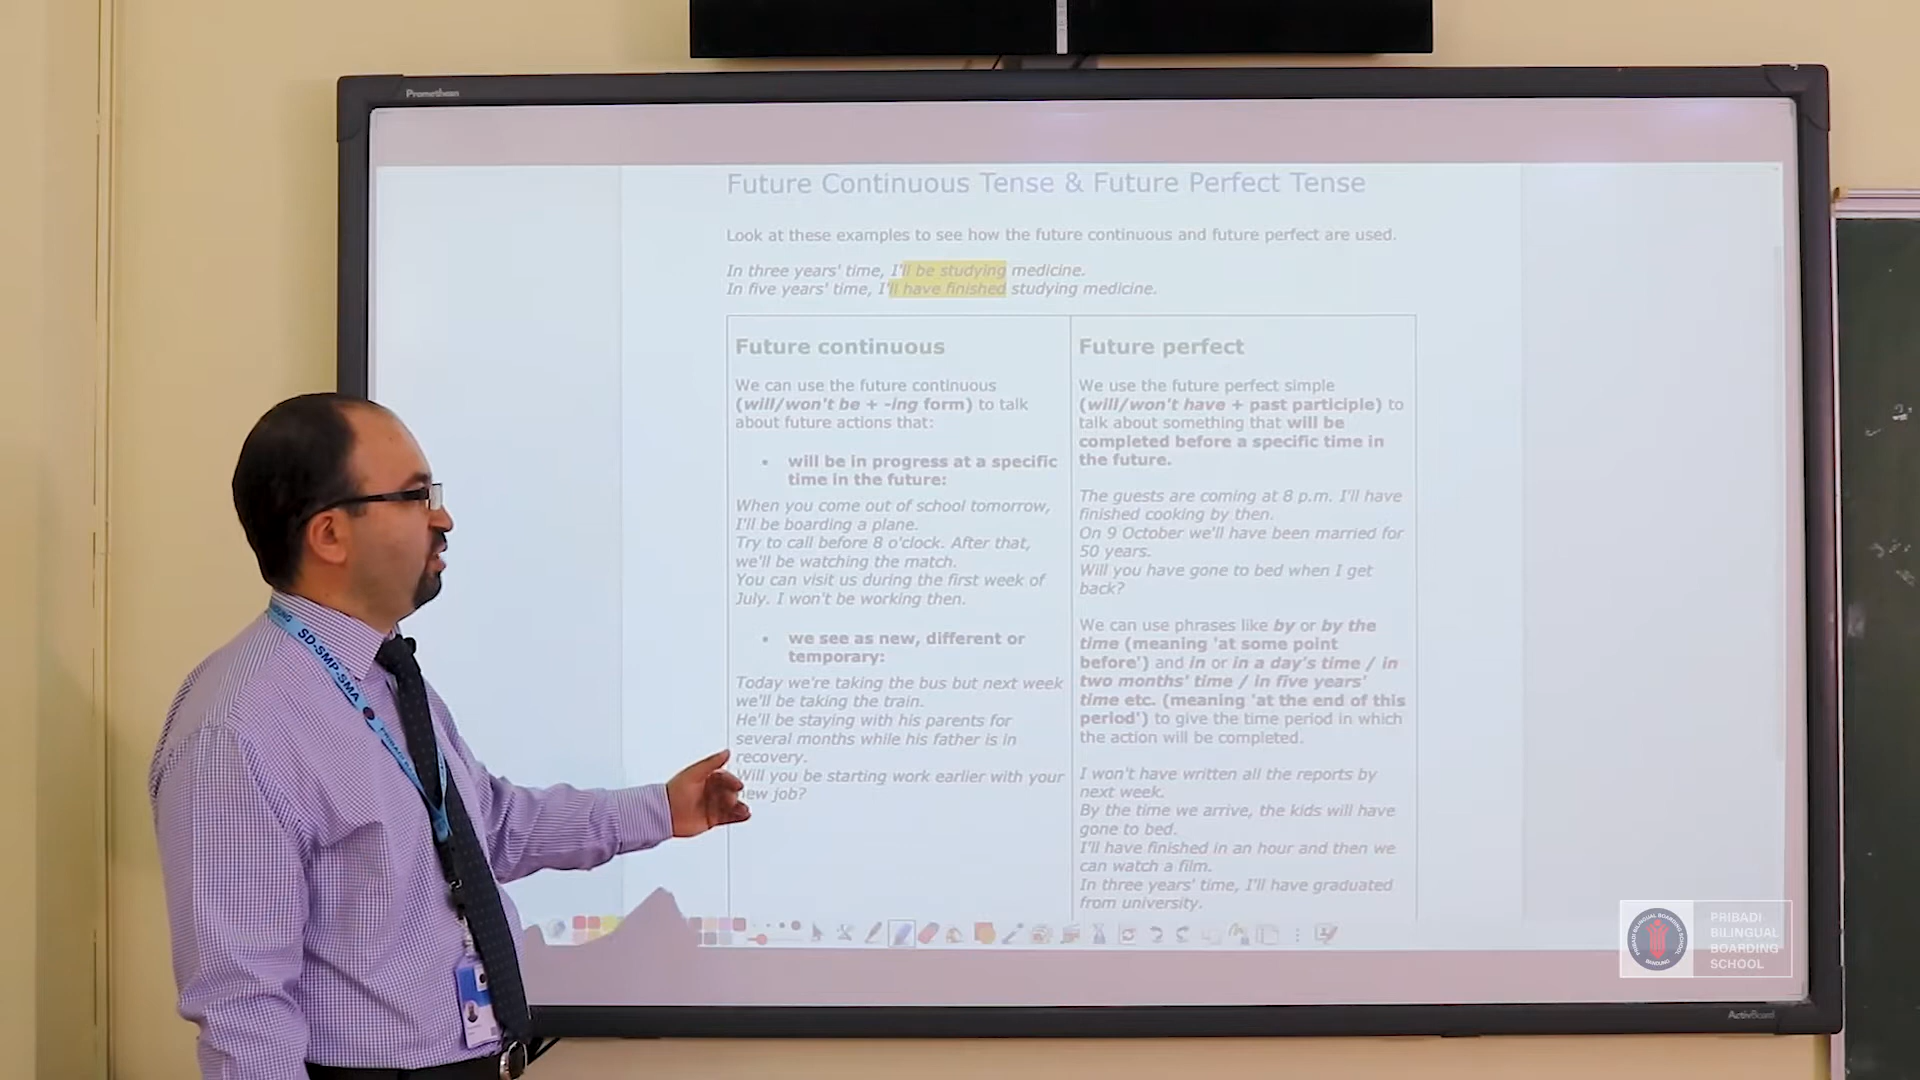 Promethean
Future Continuous Tense & Future Perfect Tense
Look at these examples to see how the future continuous and future perfect are used.
In three years' time, I'll be studying medicine.
In five years' time, I'll have finished studying medicine.
Future continuous
We can use the future continuous
(will/won't be + -ing form) to talk
about future actions that:
• will be in progress at a specific
time in the future:
When you come out of school tomorrow,
I'll be boarding a plane.
Try to call before 8 o'clock. After that,
we'll be watching the match.
You can visit us during the first week of
July. I won't be working then.
• we see as new, different or
temporary:
Today we're taking the bus but next week
we'll be taking the train.
He'll be staying with his parents for
several months while his father is in
recovery.
Will you be starting work earlier with your
new job?
Future perfect
We use the future perfect simple
(will/won't have + past participle) to
talk about something that will be
completed before a specific time in
the future.
The guests are coming at 8 p.m. I'll have
finished cooking by then.
On 9 October we'll have been married for
50 years.
Will you have gone to bed when I get
back?
We can use phrases like by or by the
time (meaning 'at some point
before') and in or in a day's time / in
two months' time / in five years'
time etc. (meaning 'at the end of this
period') to give the time period in which
the action will be completed.
I won't have written all the reports by
next week.
By the time we arrive, the kids will have
gone to bed.
I'll have finished in an hour and then we
can watch a film.
In three years' time, I'll have graduated
from university.
SD-SMP-SMA
PRIBADI BILINGUAL BOARDING SCHOOL
BANDUNG
PRIBADI
BILINGUAL
BOARDING
SCHOOL
ActivBoard